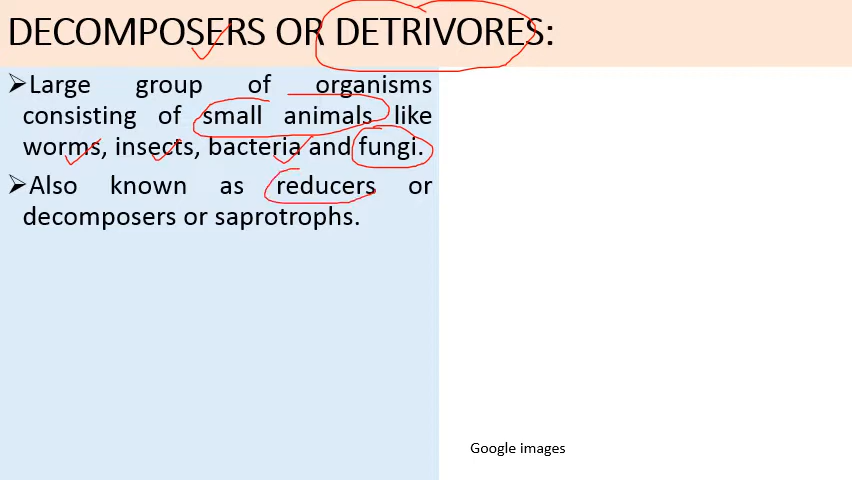 DECOMPOSERS OR DETRIVORES:
➢Large group of organisms
consisting of small animals like
worms, insects, bacteria and fungi.
➢Also known as reducers or
decomposers or saprotrophs.
Google images